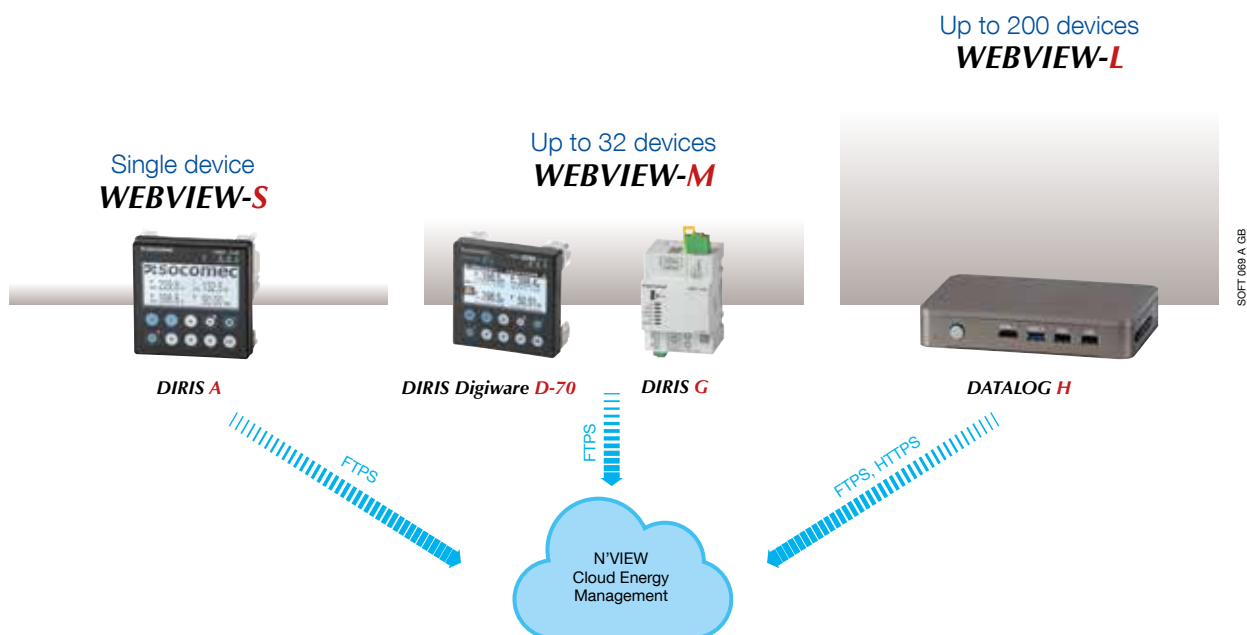 Up to 200 devices
WEBVIEW-L
Up to 32 devices
WEBVIEW-M
Single device
WEBVIEW-S
socomec
DIRIS A
DIRIS Digiware D-70
DIRIS G
DATALOG H
FTPS
FTPS
FTPS, HTTPS
N'VIEW
Cloud Energy
Management
SOFT 069 A GB